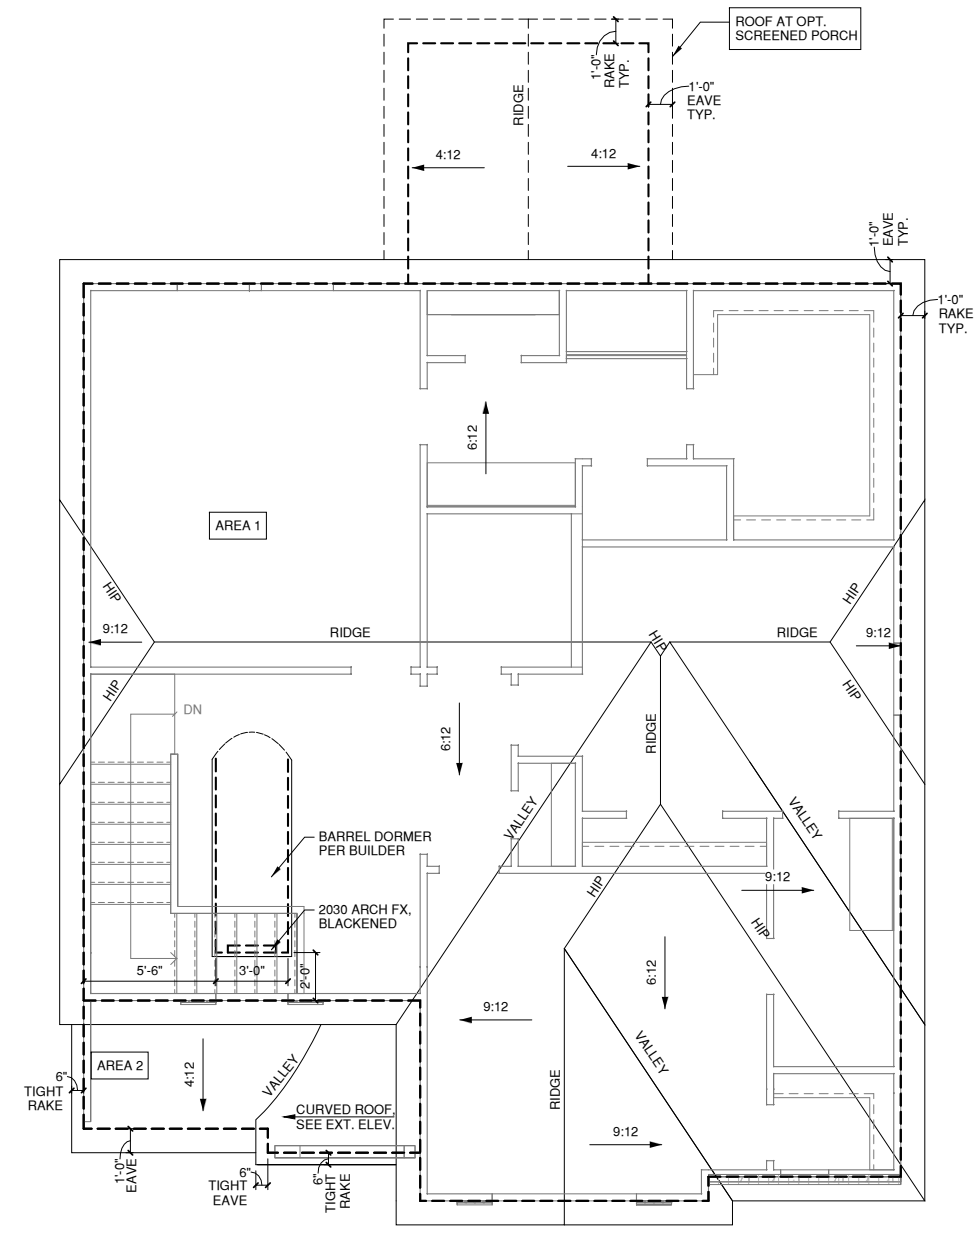 ROOF AT OPT.
SCREENED PORCH
1'-0"
RAKE
TYP.
RIDGE
1'-0"
EAVE
TYP.
4:12
4:12
1'-0"
EAVE
TYP.
1'-0"
RAKE
TYP.
6:12
AREA 1
HIP
HIP
9:12
RIDGE
HIP
RIDGE
9:12
HIP
HIP
DN
6:12
RIDGE
VALLEY
VALLEY
BARREL DORMER
PER BUILDER
9:12
HIP
2030 ARCH FX,
BLACKENED
HIP
5'-6"
3'-0"
2'-0"
6:12
9:12
AREA 2
4:12
VALLEY
VALLEY
6"
TIGHT
RAKE
RIDGE
CURVED ROOF,
SEE EXT. ELEV.
9:12
1'-0"
EAVE
6"
TIGHT
EAVE
6"
TIGHT
RAKE